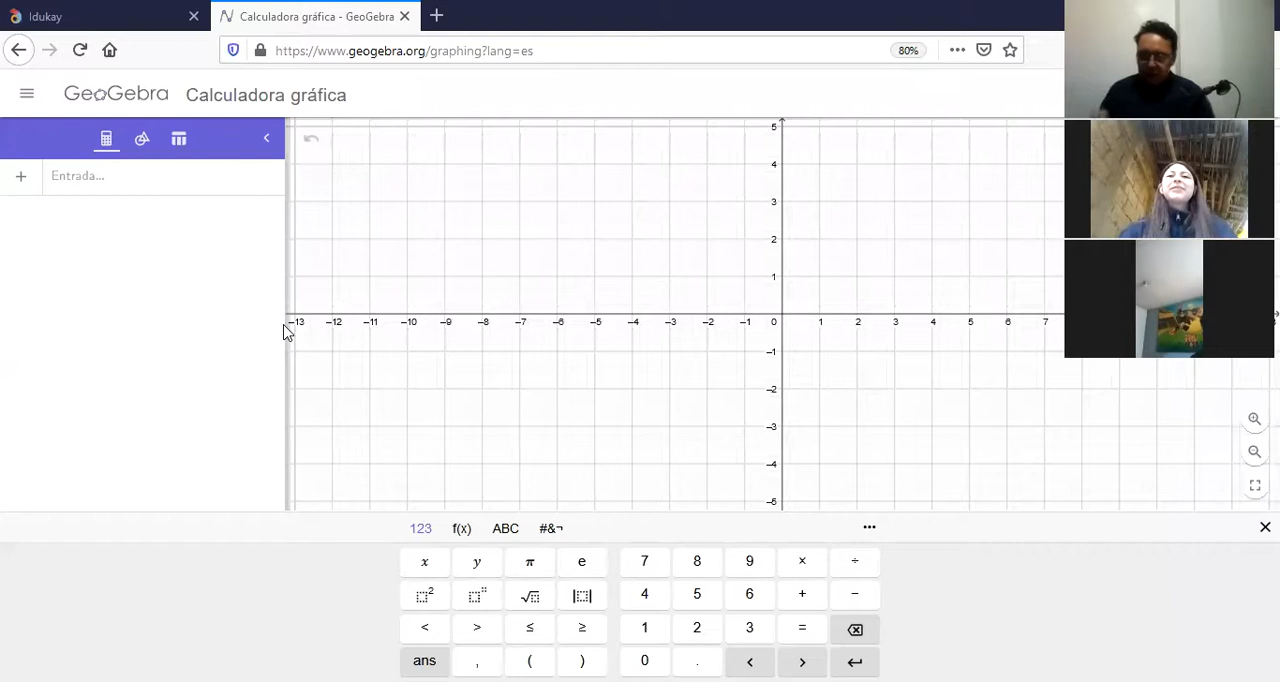 Idukay
Calculadora gráfica - GeoGebra
https://www.geogebra.org/graphing?lang=es
80%
GeoGebra Calculadora gráfica
Entrada...
5
4
3
2
1
-13 -12 -11 -10 -9 -8 -7 -6 -5 -4 -3 -2 -1 0 1 2 3 4 5 6 7
-1
-2
-3
-4
-5
123 f(x) ABC #&¬
x y π e 7 8 9 × ÷
4 5 6 + −
< > ≤ ≥ 1 2 3 =
ans , ( ) 0 . < >